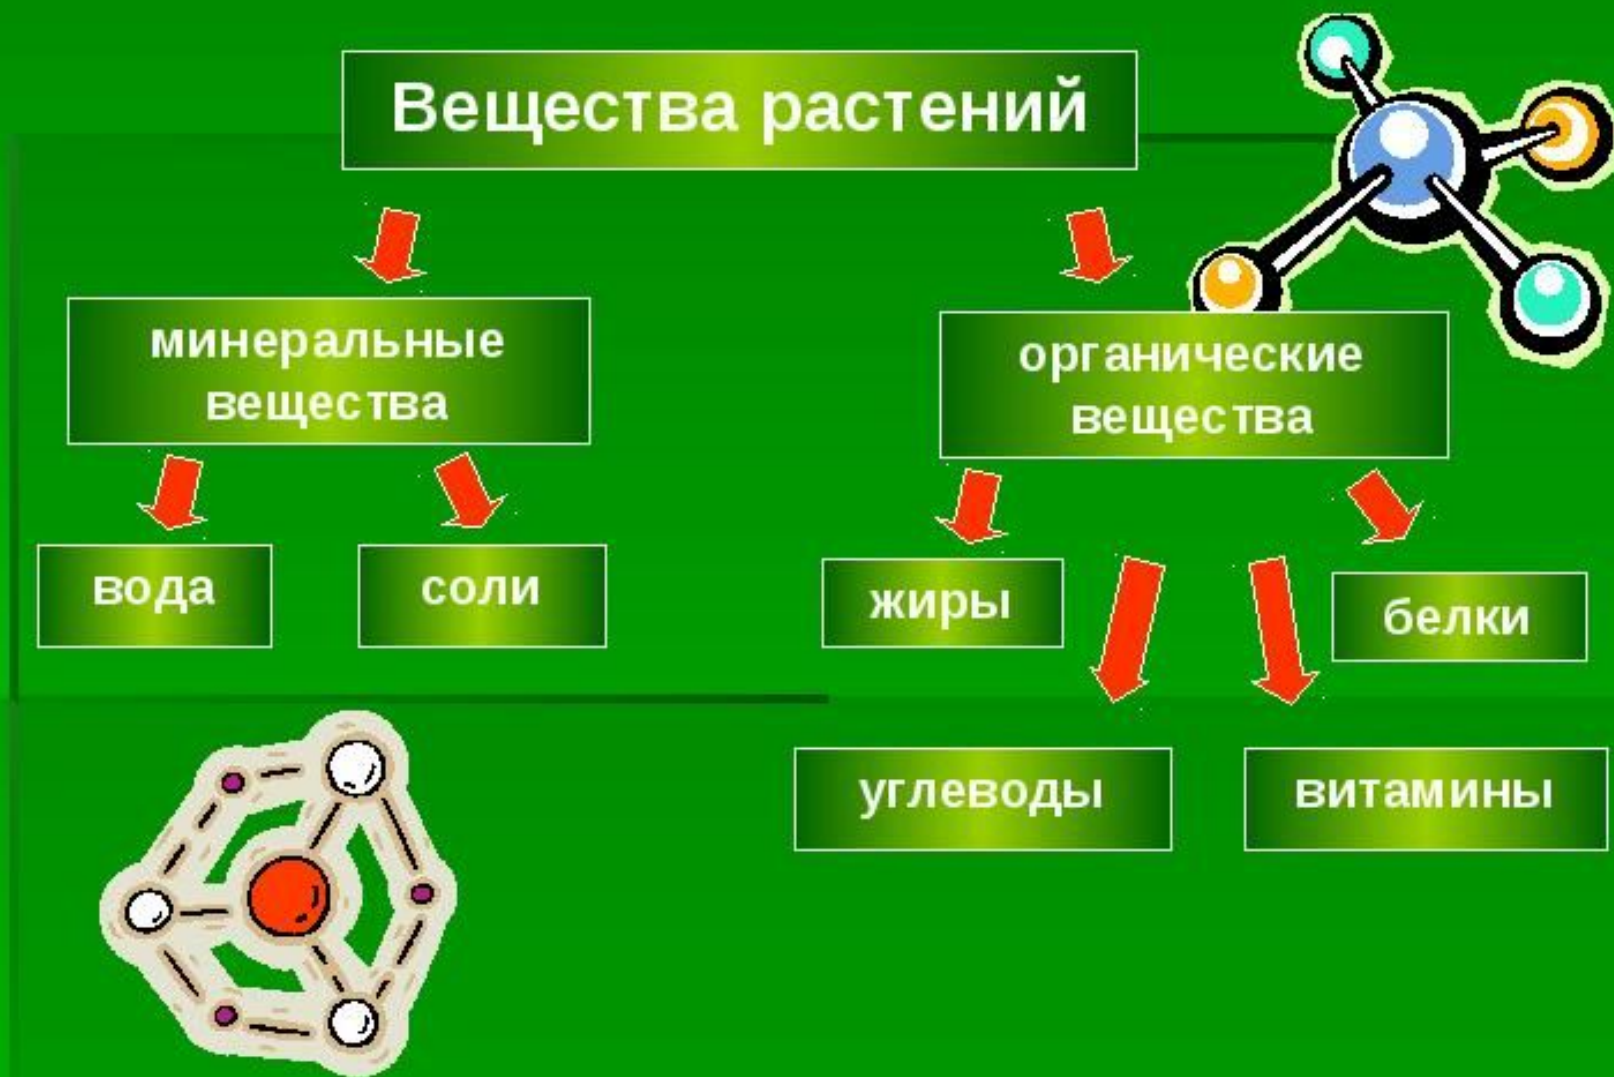 Вещества растений
минеральные
вещества
органические
вещества
вода
соли
жиры
белки
углеводы
витамины